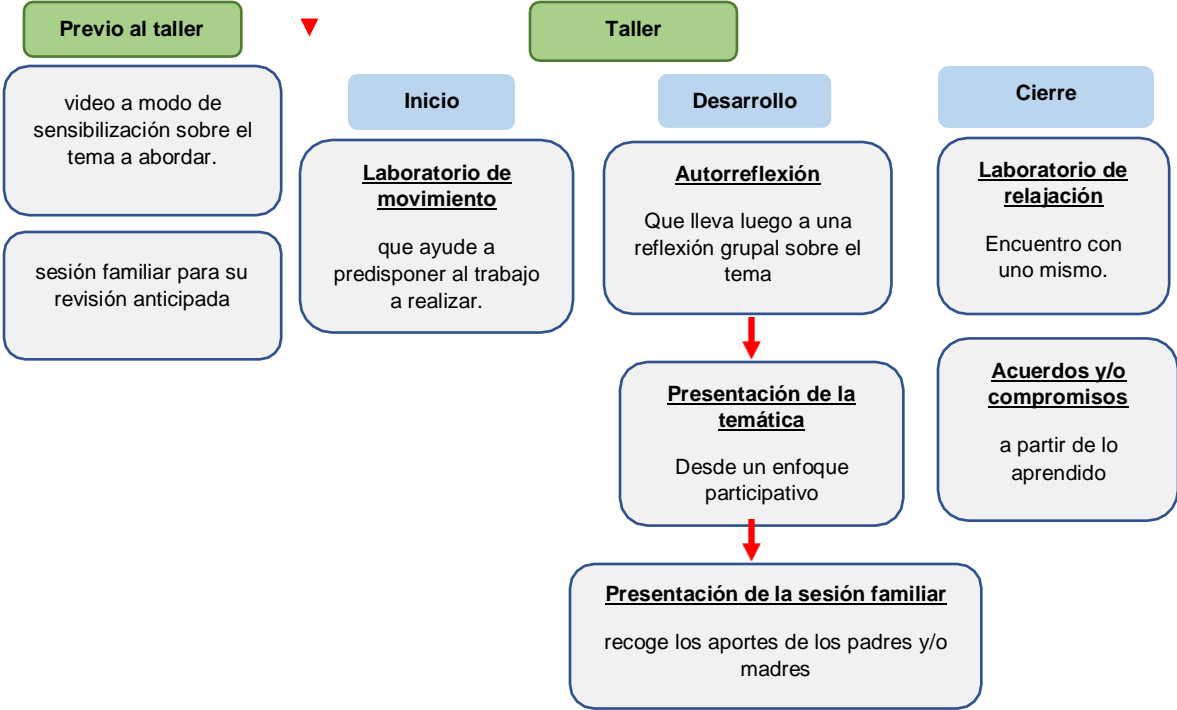 Previo al taller
Taller
video a modo de
sensibilización sobre el
tema a abordar.
sesión familiar para su
revisión anticipada
Inicio
Laboratorio de
movimiento
que ayude a
predisponer al trabajo
a realizar.
Desarrollo
Autorreflexión
Que lleva luego a una
reflexión grupal sobre el
tema
Presentación de la
temática
Desde un enfoque
participativo
Presentación de la sesión familiar
recoge los aportes de los padres y/o
madres
Cierre
Laboratorio de
relajación
Encuentro con
uno mismo.
Acuerdos y/o
compromisos
a partir de lo
aprendido